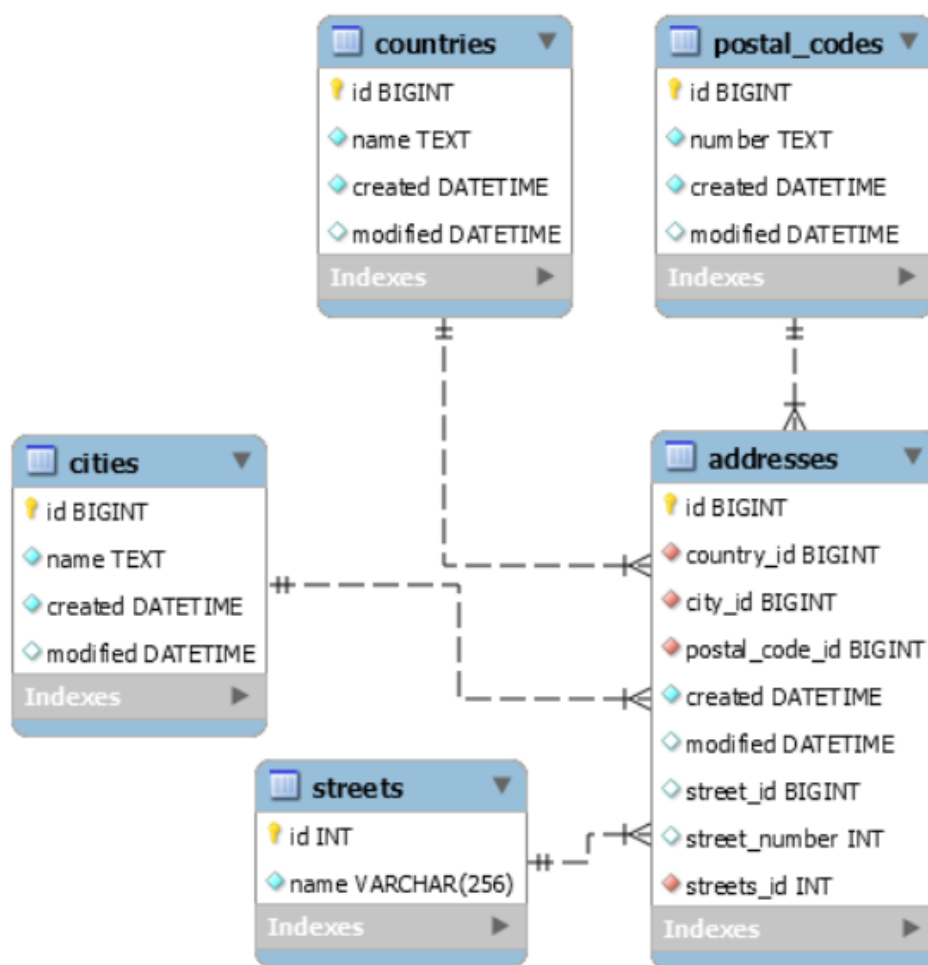 countries
id BIGINT
name TEXT
created DATETIME
modified DATETIME
Indexes
postal_codes
id BIGINT
number TEXT
created DATETIME
modified DATETIME
Indexes
cities
id BIGINT
name TEXT
created DATETIME
modified DATETIME
Indexes
addresses
id BIGINT
country_id BIGINT
city_id BIGINT
postal_code_id BIGINT
created DATETIME
modified DATETIME
street_id BIGINT
street_number INT
streets_id INT
Indexes
streets
id INT
name VARCHAR(256)
Indexes